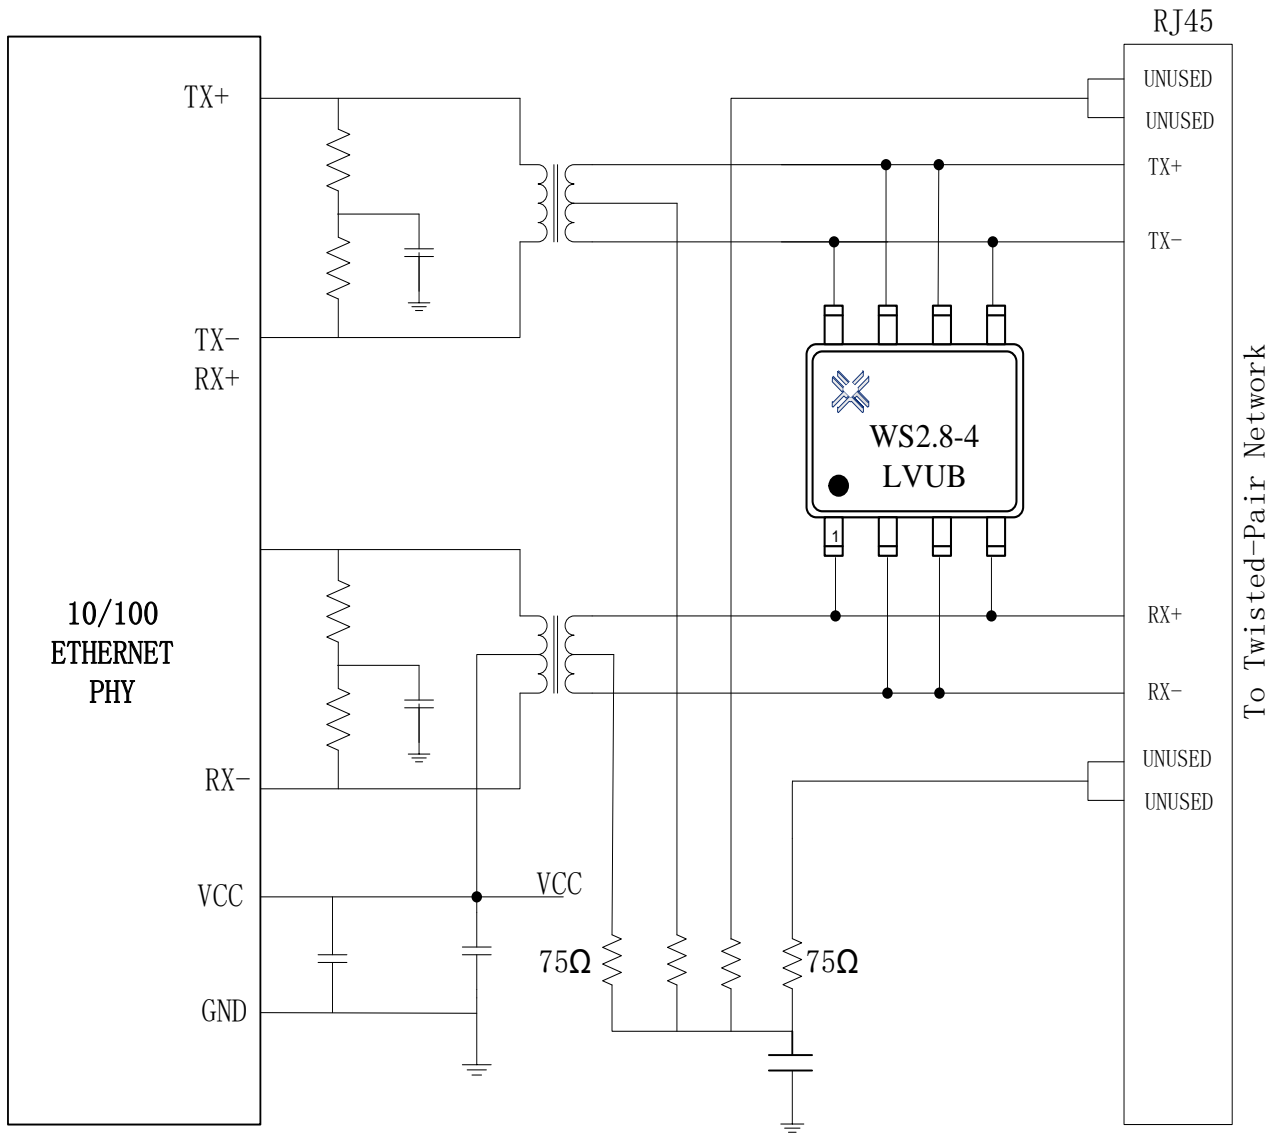 RJ45
TX+
TX-
RX+
10/100
ETHERNET
PHY
RX-
VCC
GND
VCC
75Ω
75Ω
WS2.8-4
LVUB
1
UNUSED
UNUSED
TX+
TX-
RX+
RX-
UNUSED
UNUSED
To Twisted-Pair Network